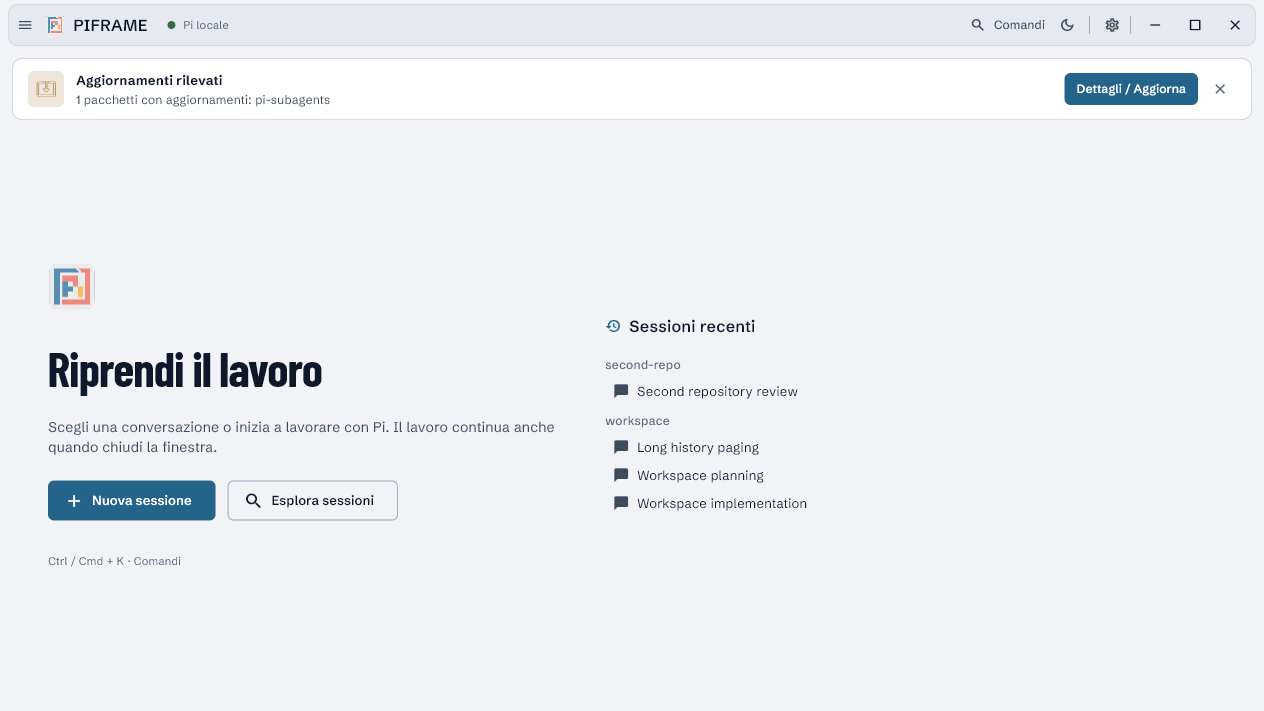 PIFRAME
Pi locale
Comandi
Aggiornamenti rilevati
1 pacchetti con aggiornamenti: pi-subagents
Dettagli / Aggiorna
Riprendi il lavoro
Scegli una conversazione o inizia a lavorare con Pi. Il lavoro continua anche
quando chiudi la finestra.
Nuova sessione
Esplora sessioni
Ctrl / Cmd + K · Comandi
Sessioni recenti
second-repo
Second repository review
workspace
Long history paging
Workspace planning
Workspace implementation